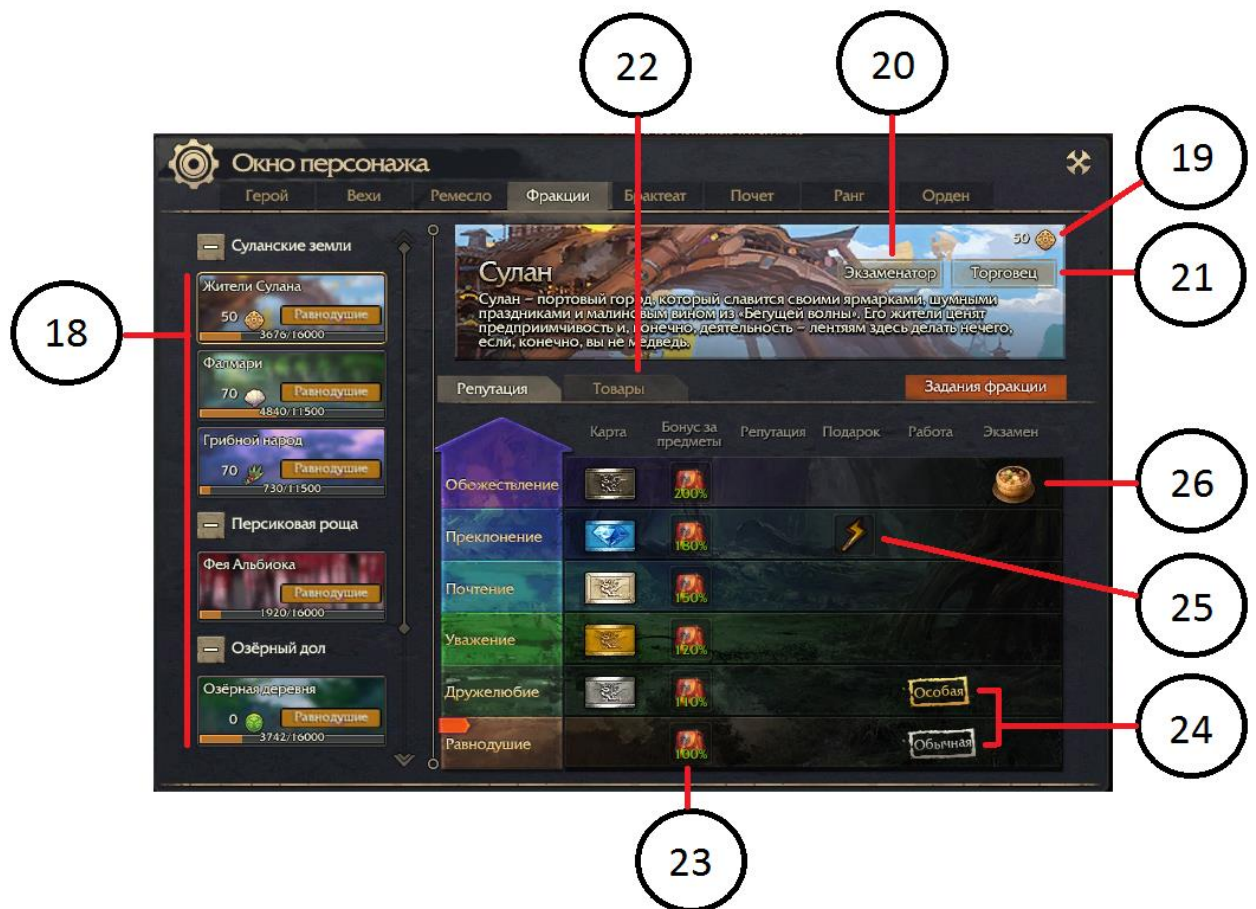 22
20
19
Окно персонажа
Герой Вехи Ремесло Фракции Брактеат Почет Ранг Орден
50
Суланские земли
Сулан
Экзаменатор Торговец
21
Жители Сулана
Сулан – портовый город, который славится своими ярмарками, шумными
праздниками и малиновым вином из «Бегущей волны». Его жители ценят
предприимчивость и, конечно, деятельность – лентяям здесь делать нечего,
если, конечно, вы не медведь.
50 Равнодушие
3676/16000
18
Фалмари
70 Равнодушие
4840/11500
Репутация Товары Задания фракции
Грибной народ
70 Равнодушие
730/11500
Карта Бонус за предметы Репутация Подарок Работа Экзамен
Обожествление 200%
26
Персиковая роща
Преклонение 180%
Фея Альбиока
Равнодушие
1920/16000
Почтение 150%
25
Озёрный дол
Уважение 120%
Озёрная деревня
0 Равнодушие
3742/16000
Дружелюбие 110% Особая
24
Равнодушие 100% Обычная
23